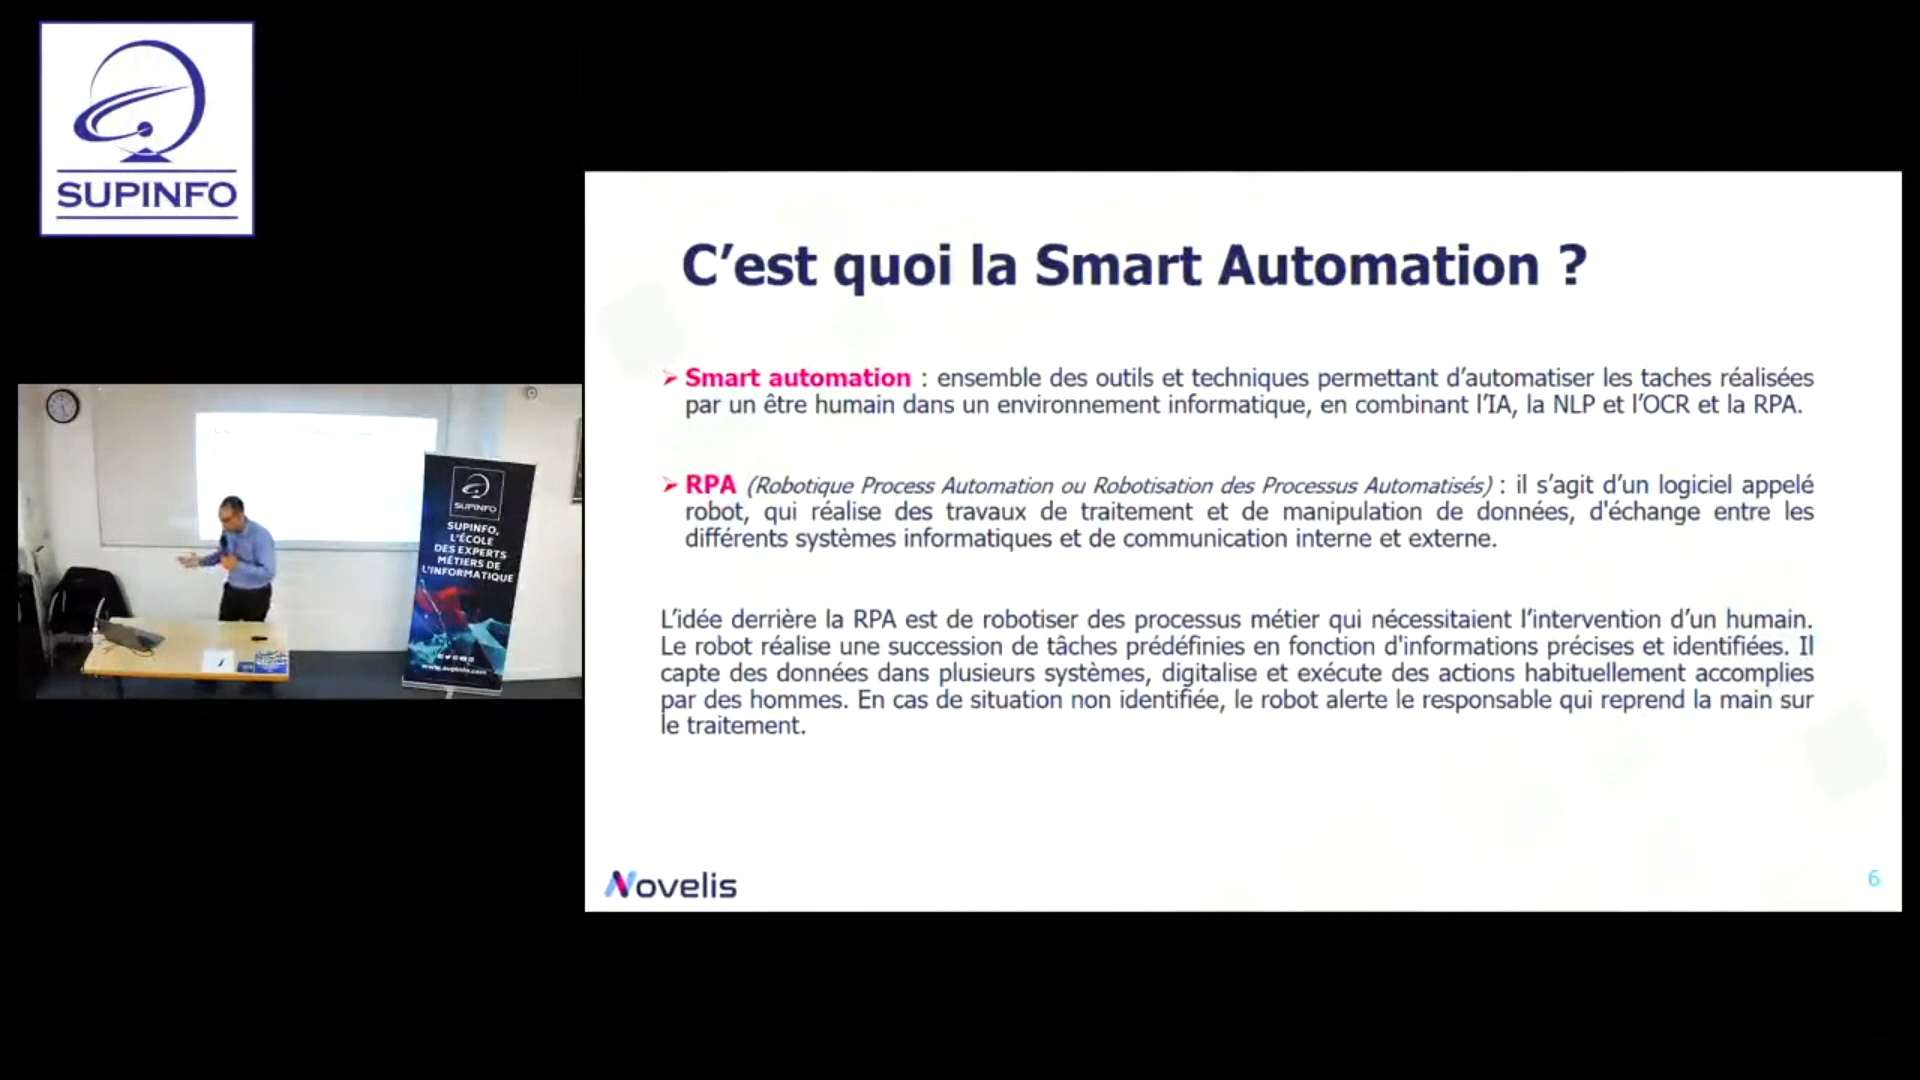 SUPINFO
C’est quoi la Smart Automation ?
➢ Smart automation : ensemble des outils et techniques permettant d’automatiser les taches réalisées
par un être humain dans un environnement informatique, en combinant l’IA, la NLP et l’OCR et la RPA.
➢ RPA (Robotique Process Automation ou Robotisation des Processus Automatisés) : il s’agit d’un logiciel appelé
robot, qui réalise des travaux de traitement et de manipulation de données, d'échange entre les
différents systèmes informatiques et de communication interne et externe.
L’idée derrière la RPA est de robotiser des processus métier qui nécessitaient l’intervention d’un humain.
Le robot réalise une succession de tâches prédéfinies en fonction d'informations précises et identifiées. Il
capte des données dans plusieurs systèmes, digitalise et exécute des actions habituellement accomplies
par des hommes. En cas de situation non identifiée, le robot alerte le responsable qui reprend la main sur
le traitement.
Novelis
6
SUPINFO
SUPINFO,
L’ÉCOLE
DES EXPERTS
MÉTIERS DE
L’INFORMATIQUE
www.supinfo.com